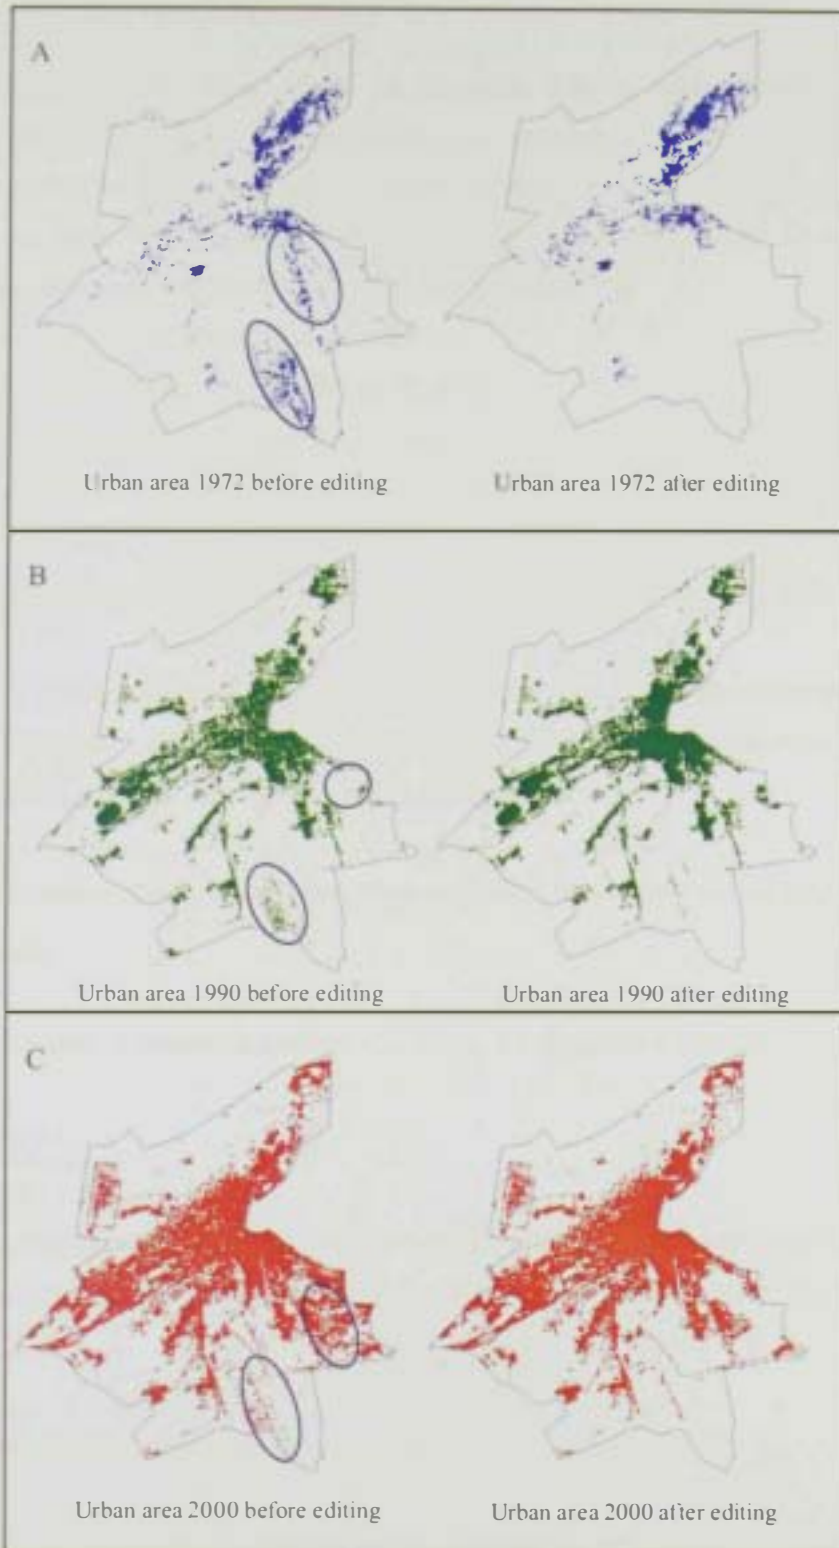 A
Urban area 1972 before editing
Urban area 1972 after editing
B
Urban area 1990 before editing
Urban area 1990 after editing
C
Urban area 2000 before editing
Urban area 2000 after editing